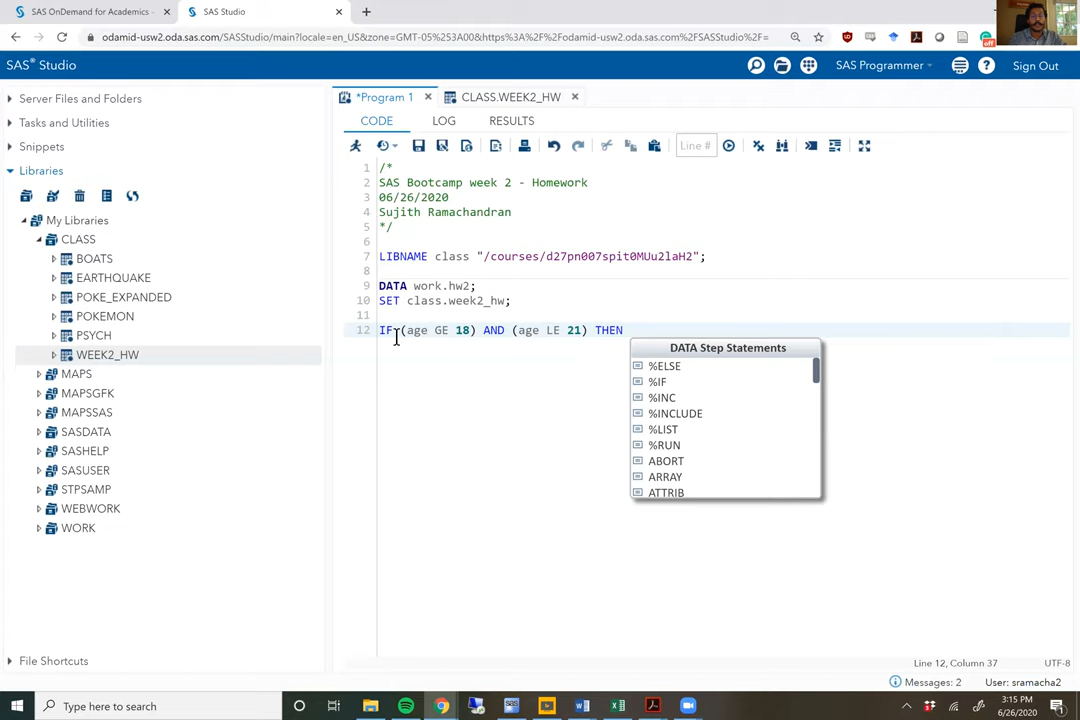 SAS OnDemand for Academics -
SAS Studio
odamid-usw2.oda.sas.com/SASStudio/main?locale=en_US&zone=GMT-05%253A00&https%3A%2F%2Fodamid-usw2.oda.sas.com%2FSASStudio%2F=
off
SAS® Studio
SAS Programmer
Sign Out
Server Files and Folders
Tasks and Utilities
Snippets
Libraries
My Libraries
CLASS
BOATS
EARTHQUAKE
POKE_EXPANDED
POKEMON
PSYCH
WEEK2_HW
MAPS
MAPSGFK
MAPSSAS
SASDATA
SASHELP
SASUSER
STPSAMP
WEBWORK
WORK
File Shortcuts
*Program 1
CLASS.WEEK2_HW
CODE
LOG
RESULTS
Line #
1 /*
2 SAS Bootcamp week 2 - Homework
3 06/26/2020
4 Sujith Ramachandran
5 */
6
7 LIBNAME class "/courses/d27pn007spit0MUu2laH2";
8
9 DATA work.hw2;
10 SET class.week2_hw;
11
12 IF (age GE 18) AND (age LE 21) THEN
DATA Step Statements
%ELSE
%IF
%INC
%INCLUDE
%LIST
%RUN
ABORT
ARRAY
ATTRIB
Line 12, Column 37
UTF-8
Messages: 2
User: sramacha2
Type here to search
3:15 PM
6/26/2020